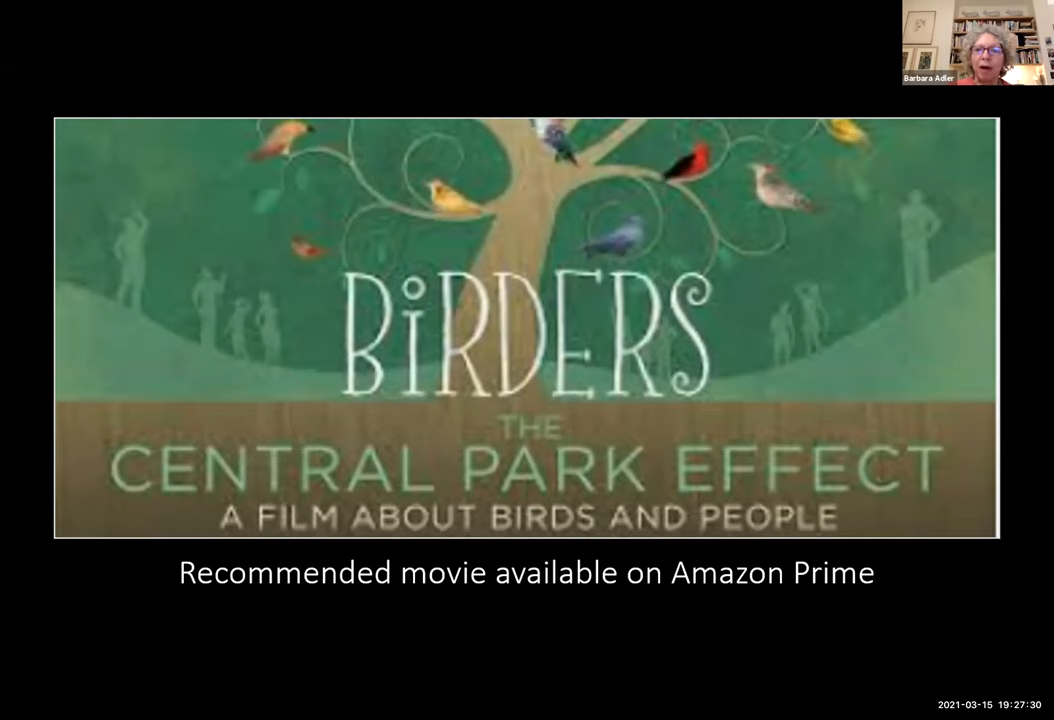 Barbara Adler
BiRDERS
THE
CENTRAL PARK EFFECT
A FILM ABOUT BIRDS AND PEOPLE
Recommended movie available on Amazon Prime
2021-03-15 19:27:30